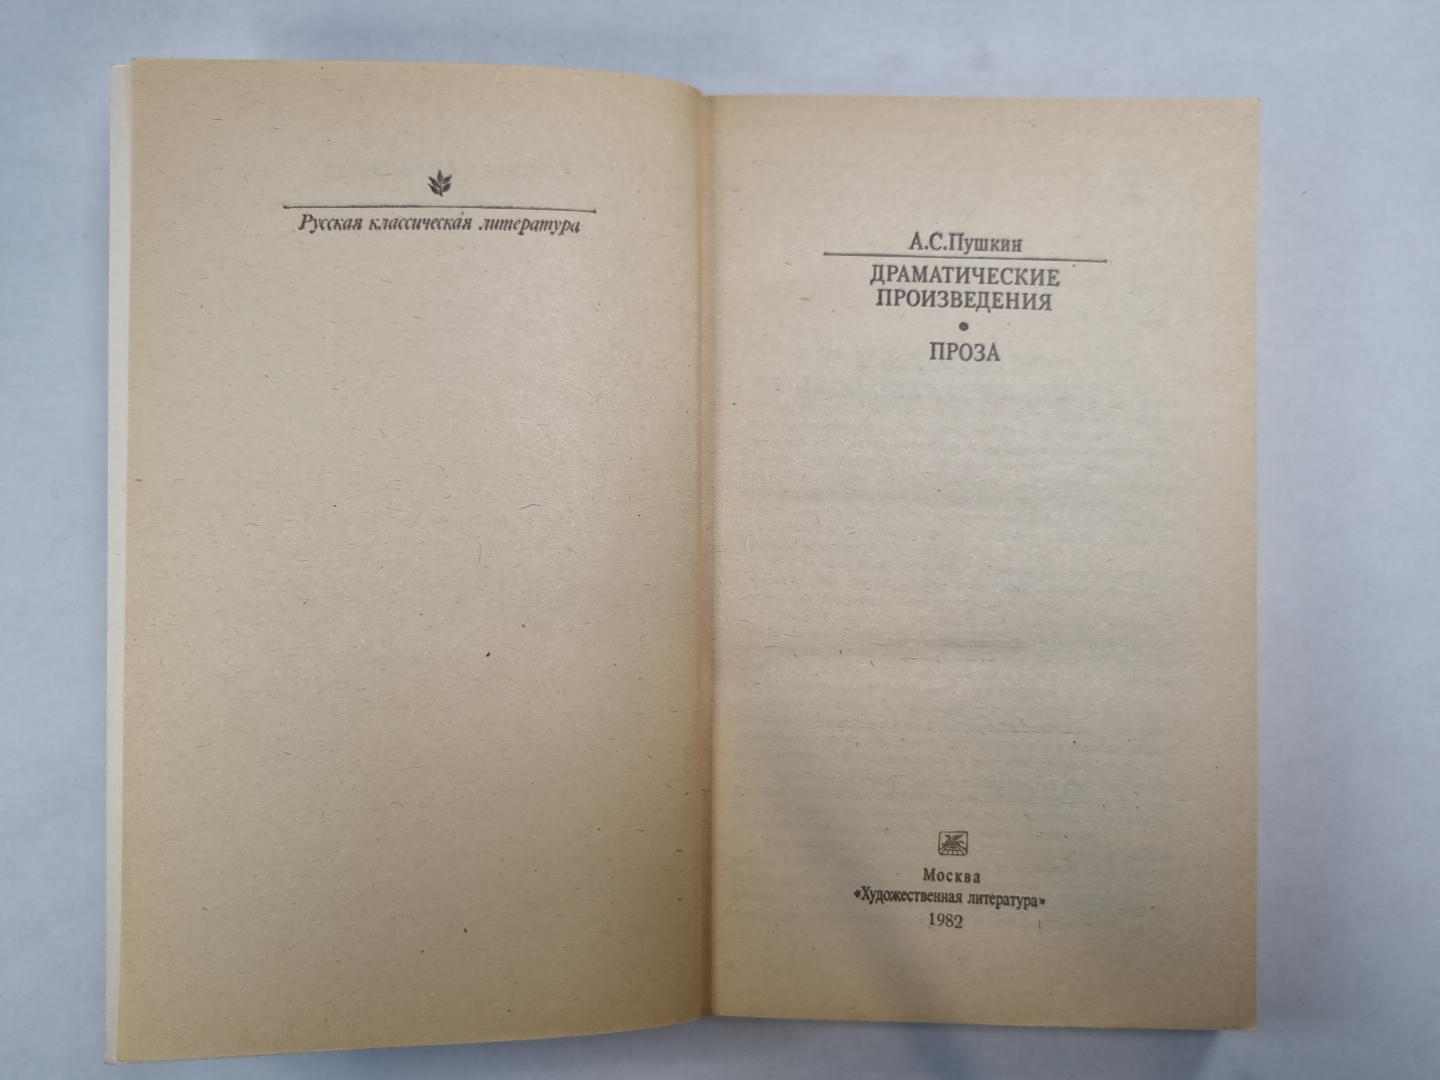 Русская классическая литература
А.С.Пушкин
ДРАМАТИЧЕСКИЕ
ПРОИЗВЕДЕНИЯ
•
ПРОЗА
Москва
«Художественная литература»
1982